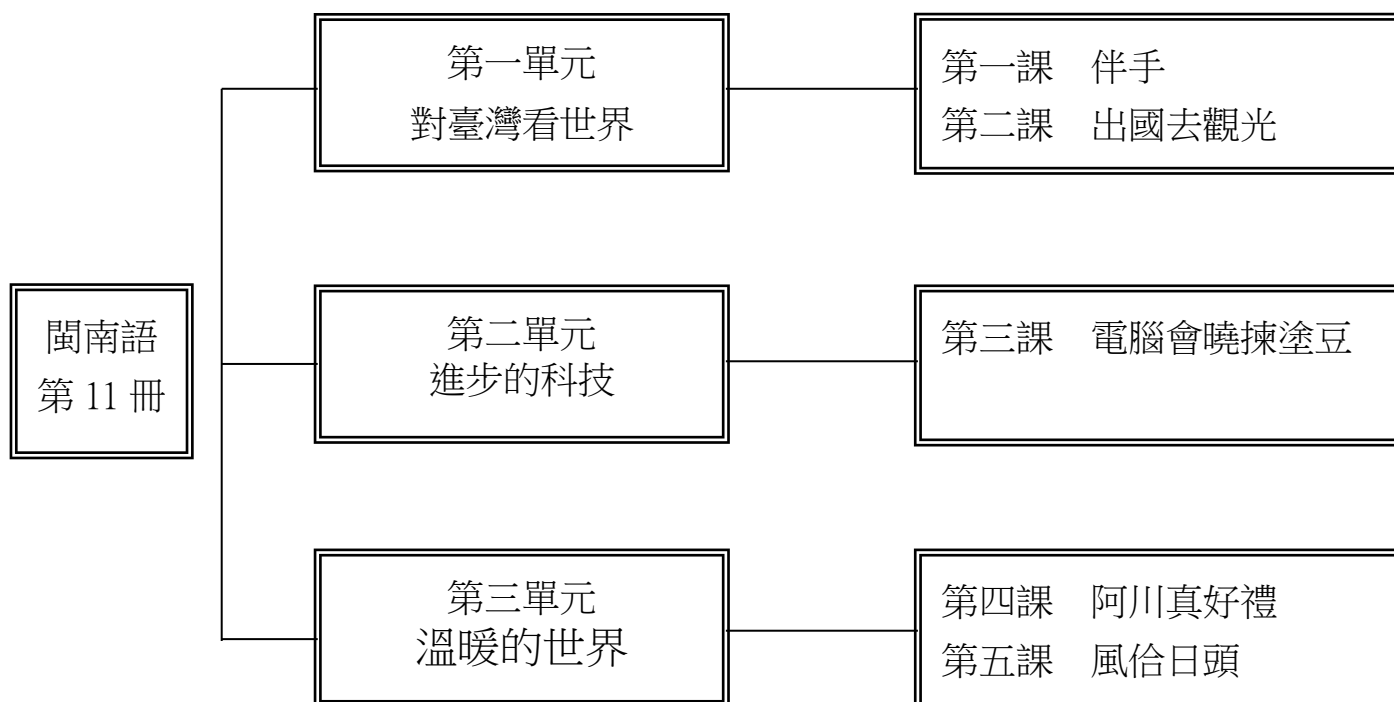 閩南語
第 11 冊
第一單元
對臺灣看世界
第一課　伴手
第二課　出國去觀光
第二單元
進步的科技
第三課　電腦會曉揀塗豆
第三單元
溫暖的世界
第四課　阿川真好禮
第五課　風佮日頭